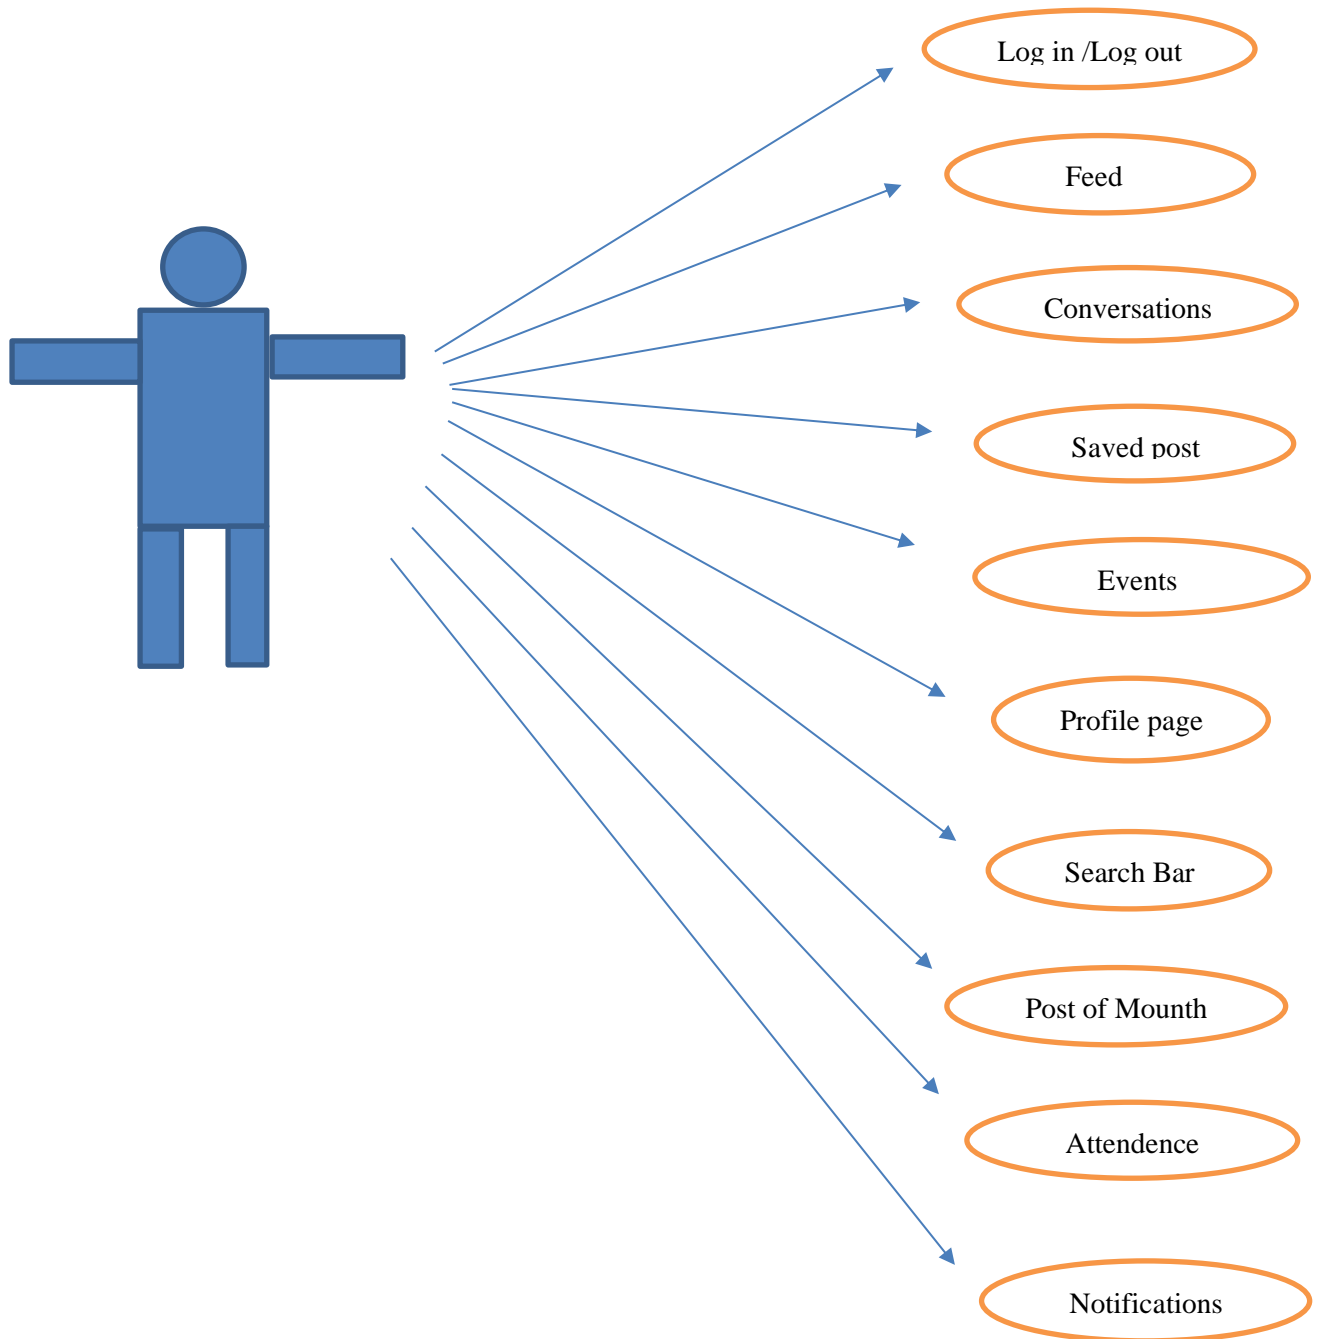 Log in /Log out
Feed
Conversations
Saved post
Events
Profile page
Search Bar
Post of Mounth
Attendence
Notifications